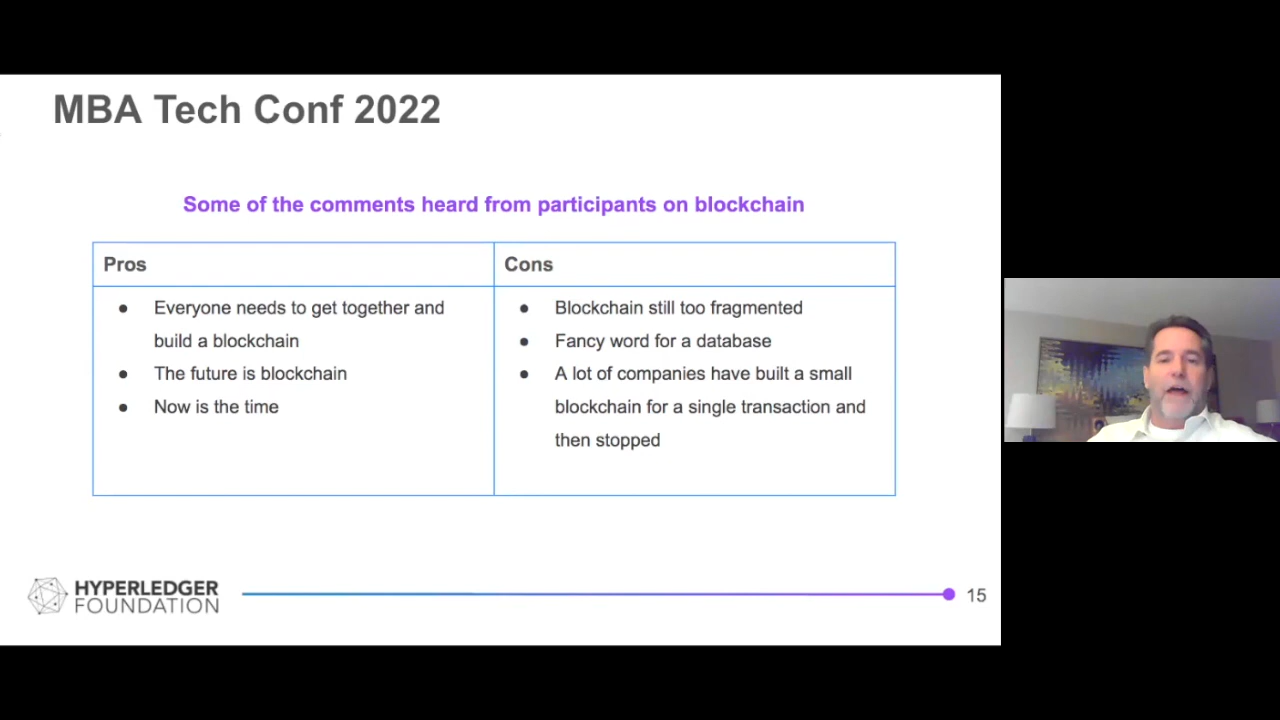 MBA Tech Conf 2022
Some of the comments heard from participants on blockchain
Pros
Cons
● Everyone needs to get together and
build a blockchain
● The future is blockchain
● Now is the time
● Blockchain still too fragmented
● Fancy word for a database
● A lot of companies have built a small
blockchain for a single transaction and
then stopped
HYPERLEDGER
FOUNDATION
15